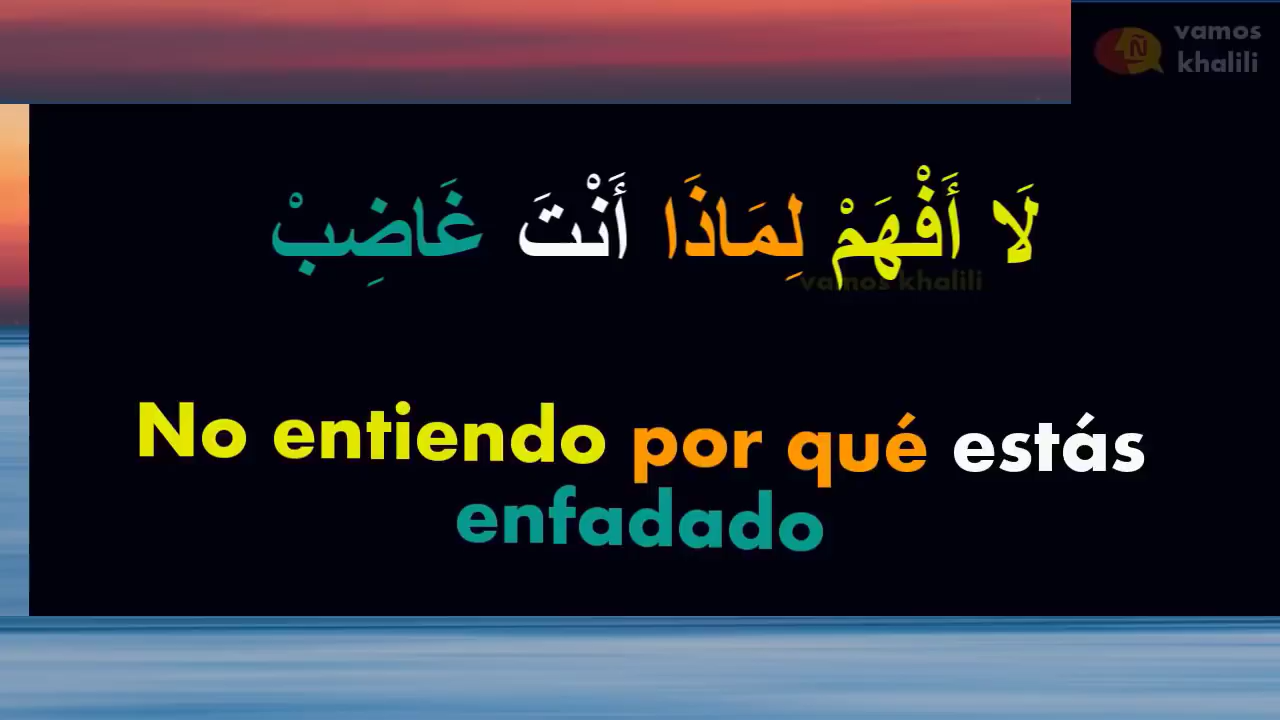 vamos
khalili
لَا أَفْهَمْ لِمَاذَا أَنْتَ غَاضِبْ
vamos khalili
No entiendo por qué estás
enfadado